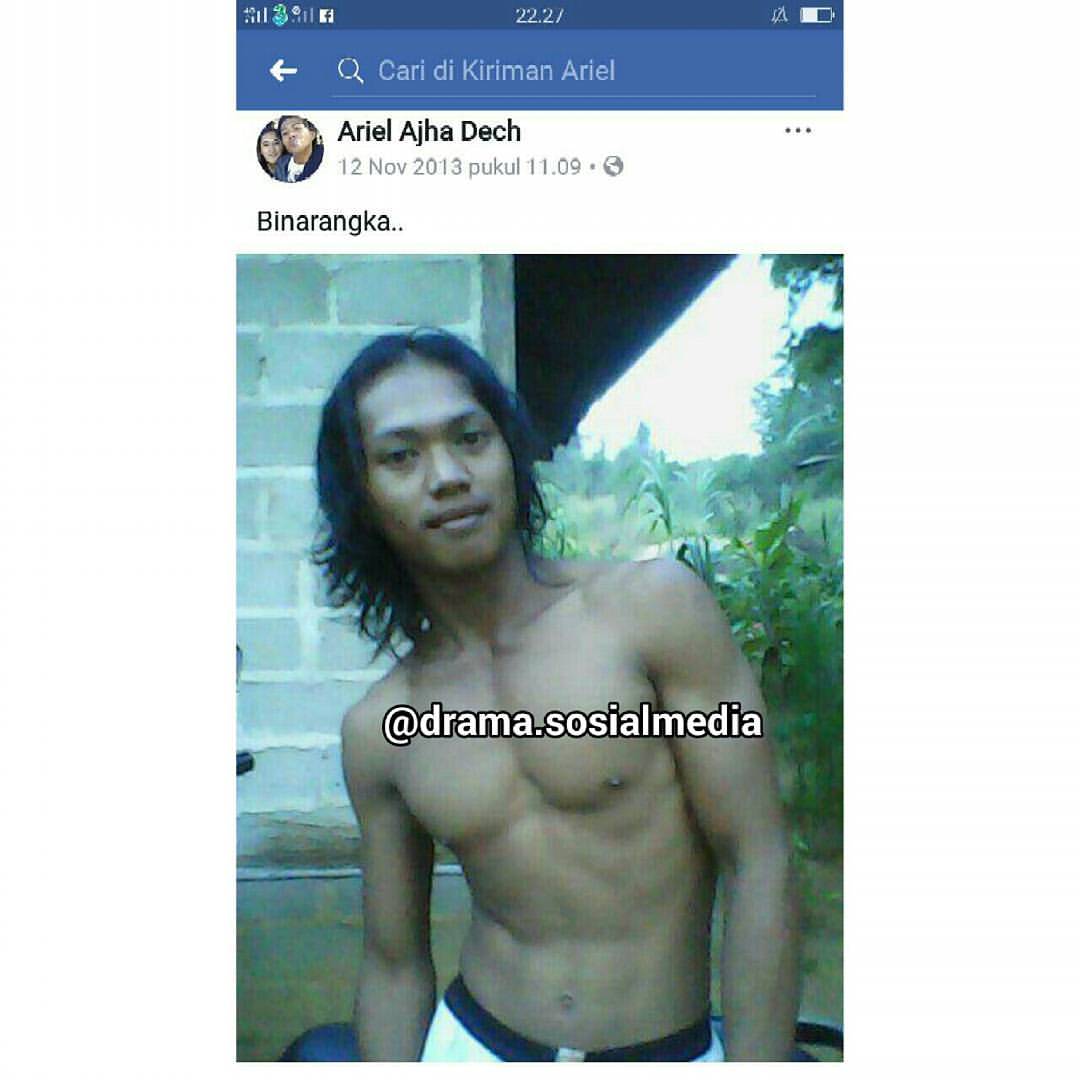 22.27
Cari di Kiriman Ariel
Ariel Ajha Dech
12 Nov 2013 pukul 11.09
Binarangka..
@drama.sosialmedia